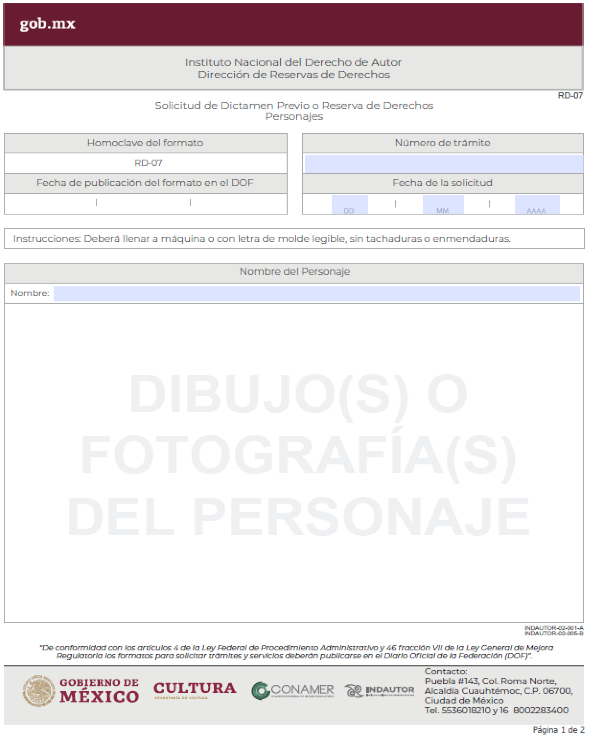 gob.mx
Instituto Nacional del Derecho de Autor
Dirección de Reservas de Derechos
RD-07
Solicitud de Dictamen Previo o Reserva de Derechos
Personajes
Homoclave del formato
Número de trámite
RD-07
Fecha de publicación del formato en el DOF
Fecha de la solicitud
| |
DD | MM | AAAA
Instrucciones: Deberá llenar a máquina o con letra de molde legible, sin tachaduras o enmendaduras.
Nombre del Personaje
Nombre:
DIBUJO(S) O
FOTOGRAFÍA(S)
DEL PERSONAJE
INDAUTOR-02-001-A
INDAUTOR-02-005-B
"De conformidad con los artículos 4 de la Ley Federal de Procedimiento Administrativo y 46 fracción VII de la Ley General de Mejora
Regulatoria los formatos para solicitar trámites y servicios deberán publicarse en el Diario Oficial de la Federación (DOF)".
GOBIERNO DE
MÉXICO
CULTURA
SECRETARÍA DE CULTURA
CONAMER
INDAUTOR
Contacto:
Puebla #143, Col. Roma Norte,
Alcaldía Cuauhtémoc, C.P. 06700,
Ciudad de México
Tel. 5536018210 y 16 8002283400
Página 1 de 2